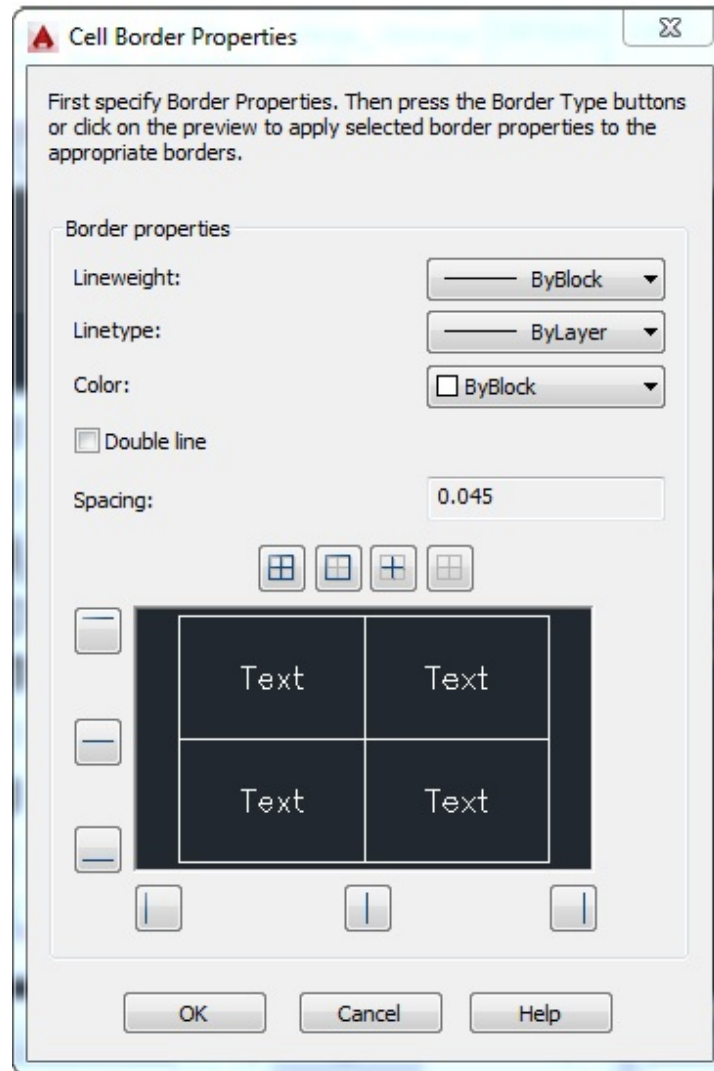 Cell Border Properties
First specify Border Properties. Then press the Border Type buttons
or click on the preview to apply selected border properties to the
appropriate borders.
Border properties
Lineweight: ByBlock
Linetype: ByLayer
Color: ByBlock
Double line
Spacing: 0.045
Text Text
Text Text
OK Cancel Help